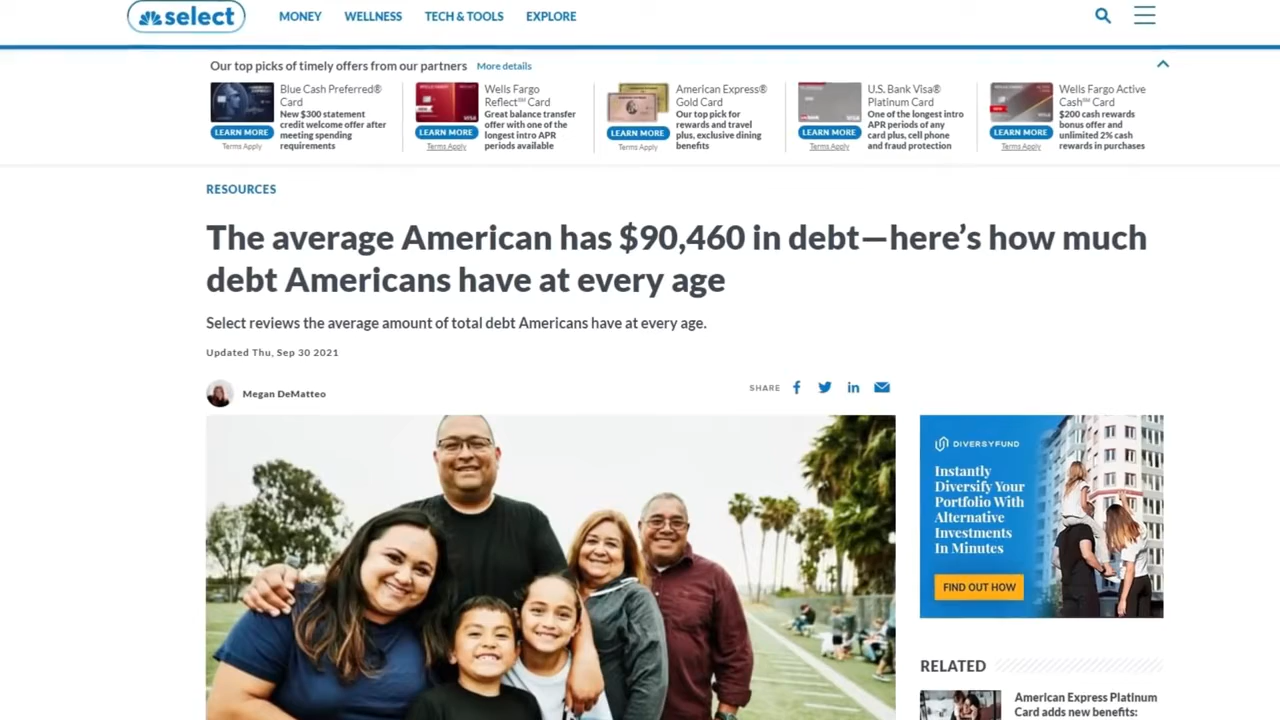 select
MONEY
WELLNESS
TECH & TOOLS
EXPLORE
Our top picks of timely offers from our partners More details
Blue Cash Preferred®
Card
New $300 statement
credit welcome offer after
meeting spending
requirements
LEARN MORE
Terms Apply
Wells Fargo
Reflect℠ Card
Great balance transfer
offer with one of the
longest intro APR
periods available
LEARN MORE
Terms Apply
American Express®
Gold Card
Our top pick for
rewards and travel
plus, exclusive dining
benefits
LEARN MORE
Terms Apply
U.S. Bank Visa®
Platinum Card
One of the longest intro
APR periods of any
card plus, cell phone
and fraud protection
LEARN MORE
Terms Apply
Wells Fargo Active
Cash℠ Card
$200 cash rewards
bonus offer and
unlimited 2% cash
rewards in purchases
LEARN MORE
Terms Apply
RESOURCES
The average American has $90,460 in debt—here’s how much
debt Americans have at every age
Select reviews the average amount of total debt Americans have at every age.
Updated Thu, Sep 30 2021
Megan DeMatteo
SHARE
DIVERSYFUND
Instantly
Diversify Your
Portfolio With
Alternative
Investments
In Minutes
FIND OUT HOW
RELATED
American Express Platinum
Card adds new benefits: